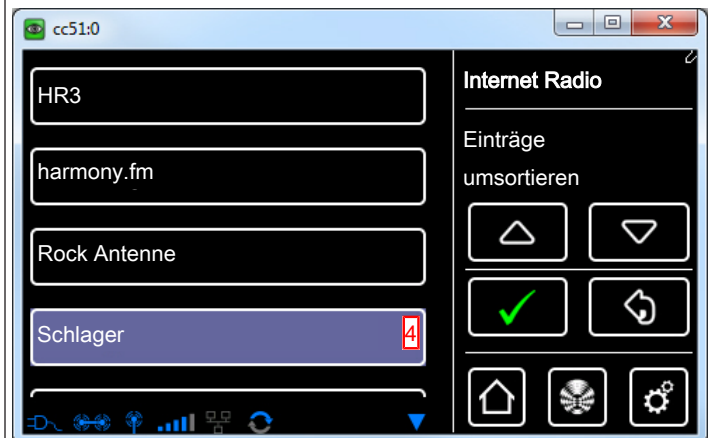 cc51:0
HR3
harmony.fm
Rock Antenne
Schlager 4
Internet Radio
Einträge
umsortieren